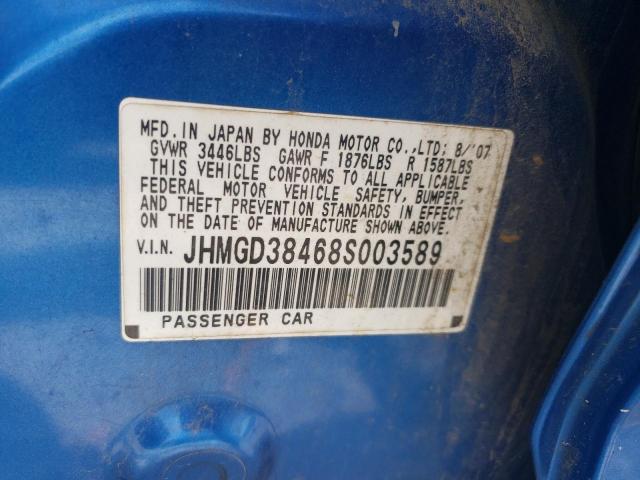 MFD.IN JAPAN BY HONDA MOTOR CO.,LTD: 8/'07
GVWR 3446LBS GAWR F 1876LBS R 1587LBS
THIS VEHICLE CONFORMS TO ALL APPLICABLE
FEDERAL MOTOR VEHICLE SAFETY, BUMPER,
AND THEFT PREVENTION STANDARDS IN EFFECT
ON THE DATE OF MANUFACTURE SHOWN ABOVE.
V.I.N. JHMGD38468S003589
PASSENGER CAR